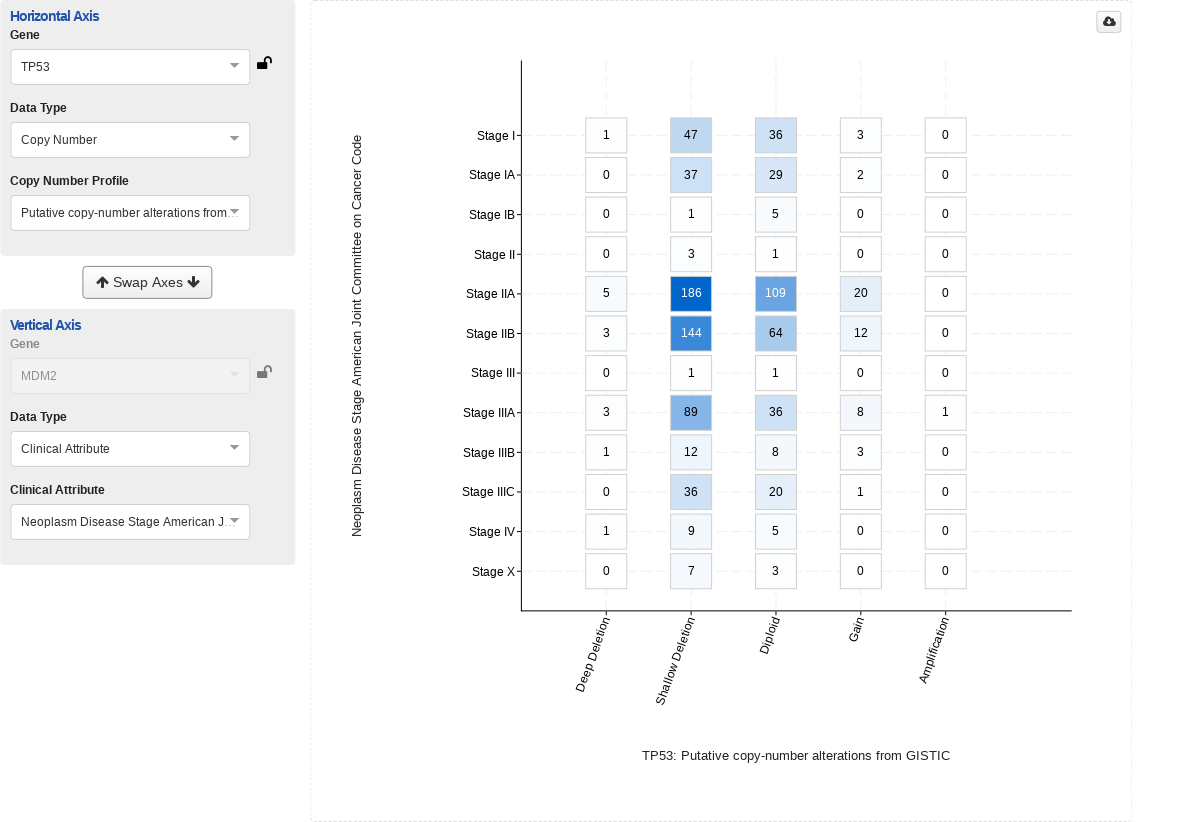 Horizontal Axis
Gene
TP53
Data Type
Copy Number
Copy Number Profile
Putative copy-number alterations from…
Swap Axes
Vertical Axis
Gene
MDM2
Data Type
Clinical Attribute
Clinical Attribute
Neoplasm Disease Stage American J…
Neoplasm Disease Stage American Joint Committee on Cancer Code
Stage I 1 47 36 3 0
Stage IA 0 37 29 2 0
Stage IB 0 1 5 0 0
Stage II 0 3 1 0 0
Stage IIA 5 186 109 20 0
Stage IIB 3 144 64 12 0
Stage III 0 1 1 0 0
Stage IIIA 3 89 36 8 1
Stage IIIB 1 12 8 3 0
Stage IIIC 0 36 20 1 0
Stage IV 1 9 5 0 0
Stage X 0 7 3 0 0
Deep Deletion
Shallow Deletion
Diploid
Gain
Amplification
TP53: Putative copy-number alterations from GISTIC